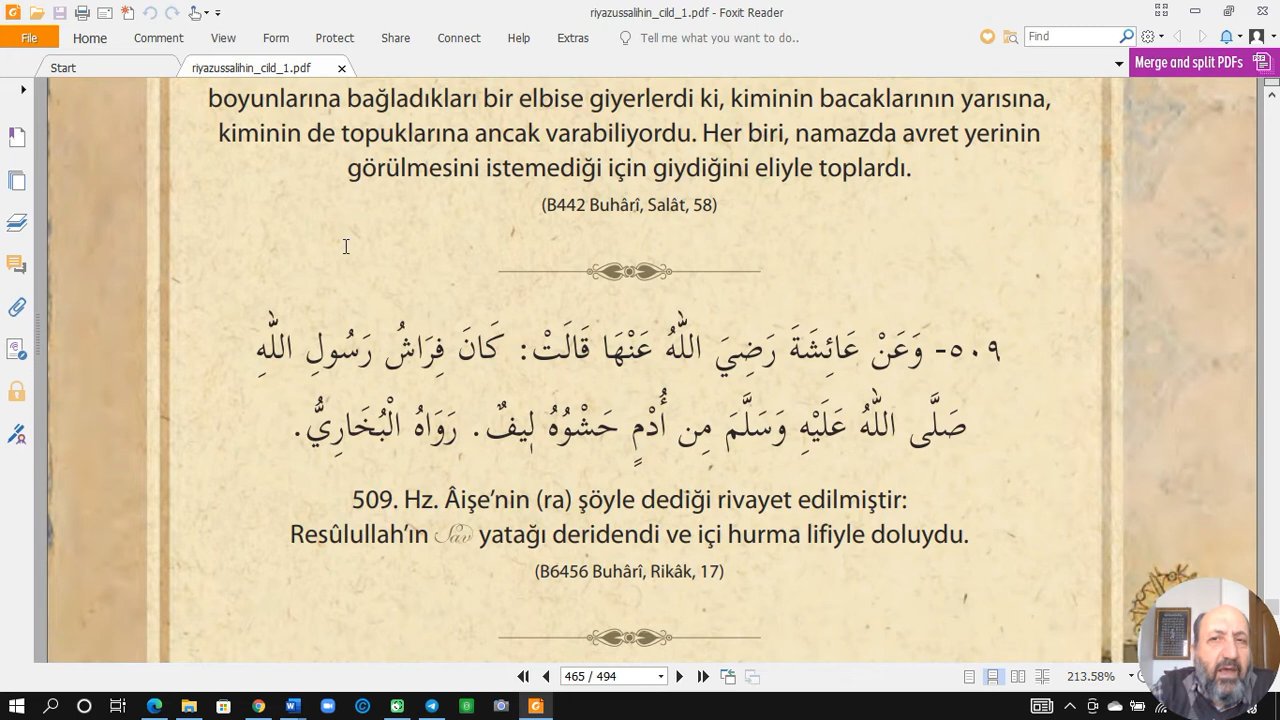 riyazussalihin_cild_1.pdf - Foxit Reader
File Home Comment View Form Protect Share Connect Help Extras Tell me what you want to do.. Find
Start riyazussalihin_cild_1.pdf Merge and split PDFs
boyunlarına bağladıkları bir elbise giyerlerdi ki, kiminin bacaklarının yarısına,
kiminin de topuklarına ancak varabiliyordu. Her biri, namazda avret yerinin
görülmesini istemediği için giydiğini eliyle toplardı.
(B442 Buhârî, Salât, 58)
٥٠٩- وَعَنْ عَائِشَةَ رَضِيَ اللّٰهُ عَنْهَا قَالَتْ: كَانَ فِرَاشُ رَسُولِ اللّٰهِ
صَلَّى اللّٰهُ عَلَيْهِ وَسَلَّمَ مِن أُدْمٍ حَشْوُهُ لِيفٌ. رَوَاهُ الْبُخَارِيُّ.
509. Hz. Âişe’nin (ra) şöyle dediği rivayet edilmiştir:
Resûlullah’ın sav yatağı deridendi ve içi hurma lifiyle doluydu.
(B6456 Buhârî, Rikâk, 17)
465 / 494 213.58%